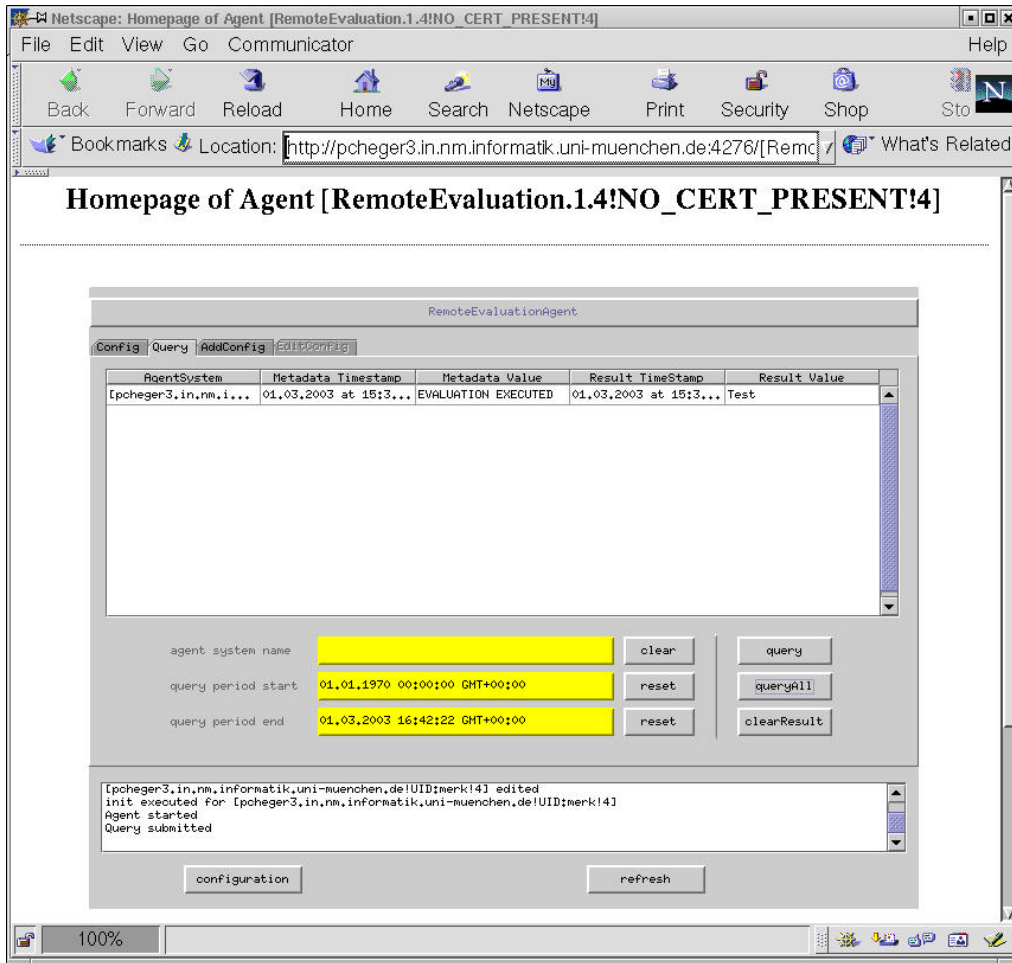 Netscape: Homepage of Agent [RemoteEvaluation.1.4!NO_CERT_PRESENT!4]
File Edit View Go Communicator Help
My
Back Forward Reload Home Search Netscape Print Security Shop Sto N
Bookmarks Location: http://pcheger3.in.nm.informatik.uni-muenchen.de:4276/[Remo What's Related
Homepage of Agent [RemoteEvaluation.1.4!NO_CERT_PRESENT!4]
RemoteEvaluationAgent
Config Query AddConfig EditConfig
AgentSystem Metadata Timestamp Metadata Value Result TimeStamp Result Value
[pcheger3.in.nm.i... 01.03.2003 at 15:3... EVALUATION EXECUTED 01.03.2003 at 15:3... Test
agent system name clear query
query period start 01.01.1970 00:00:00 GMT+00:00 reset queryAll
query period end 01.03.2003 16:42:22 GMT+00:00 reset clearResult
[pcheger3.in.nm.informatik.uni-muenchen.de!UID:merk!4] edited
init executed for [pcheger3.in.nm.informatik.uni-muenchen.de!UID:merk!4]
Agent started
Query submitted
configuration refresh
100%